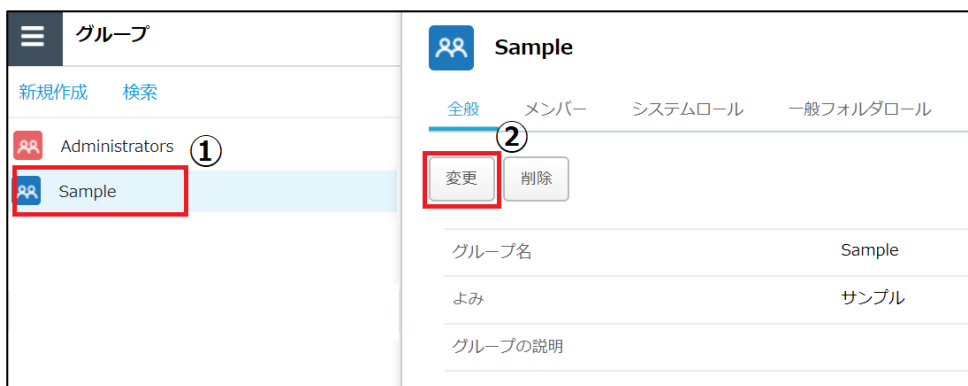 グループ
新規作成 検索
Administrators ①
Sample
Sample
全般 メンバー システムロール 一般フォルダロール
②
変更 削除
グループ名 Sample
よみ サンプル
グループの説明